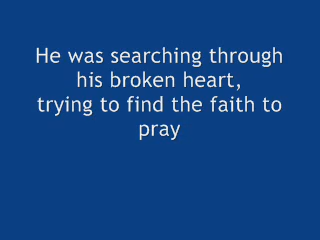 He was searching through
his broken heart,
trying to find the faith to
pray